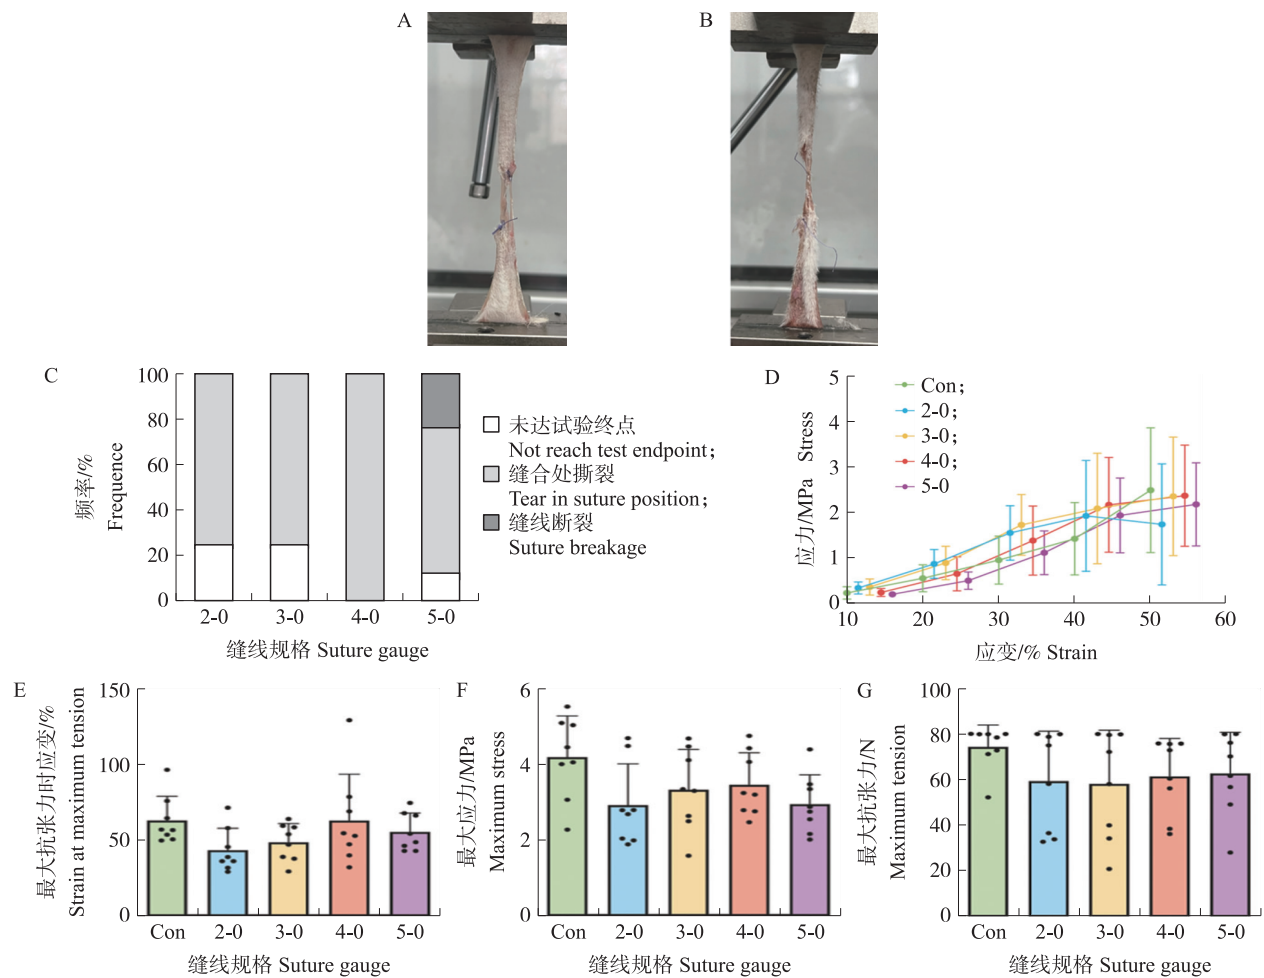 A
B
C
100
80
60
40
20
0
频率/%
Frequence
2-0
3-0
4-0
5-0
缝线规格 Suture gauge
未达试验终点
Not reach test endpoint;
缝合处撕裂
Tear in suture position;
缝线断裂
Suture breakage
D
5
4
3
2
1
0
应力/MPa Stress
Con;
2-0;
3-0;
4-0;
5-0
10
20
30
40
50
60
应变/% Strain
E
150
100
50
0
最大抗张力时应变/%
Strain at maximum tension
Con
2-0
3-0
4-0
5-0
缝线规格 Suture gauge
F
6
4
2
0
最大应力/MPa
Maximum stress
Con
2-0
3-0
4-0
5-0
缝线规格 Suture gauge
G
100
80
60
40
20
0
最大抗张力/N
Maximum tension
Con
2-0
3-0
4-0
5-0
缝线规格 Suture gauge